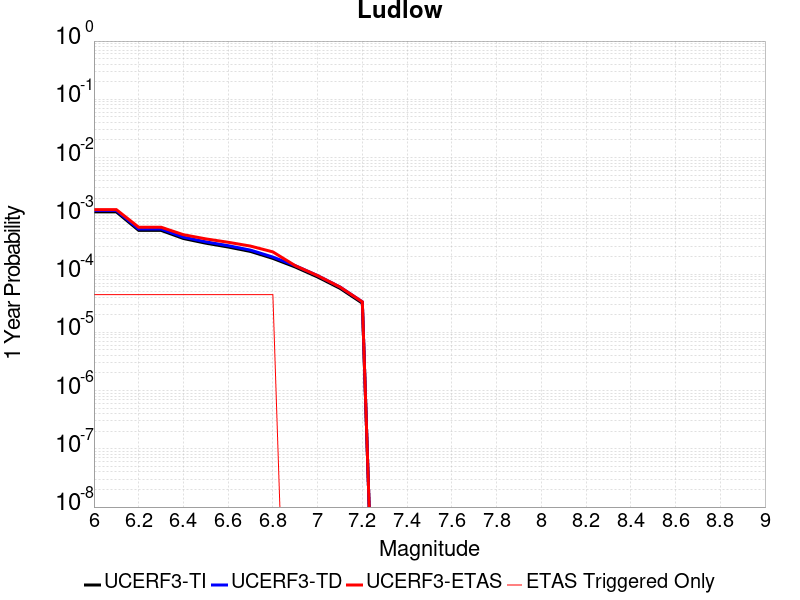 Ludlow
10^0
10^-1
10^-2
10^-3
10^-4
10^-5
10^-6
10^-7
10^-8
1 Year Probability
6 6.2 6.4 6.6 6.8 7 7.2 7.4 7.6 7.8 8 8.2 8.4 8.6 8.8 9
Magnitude
UCERF3-TI UCERF3-TD UCERF3-ETAS ETAS Triggered Only